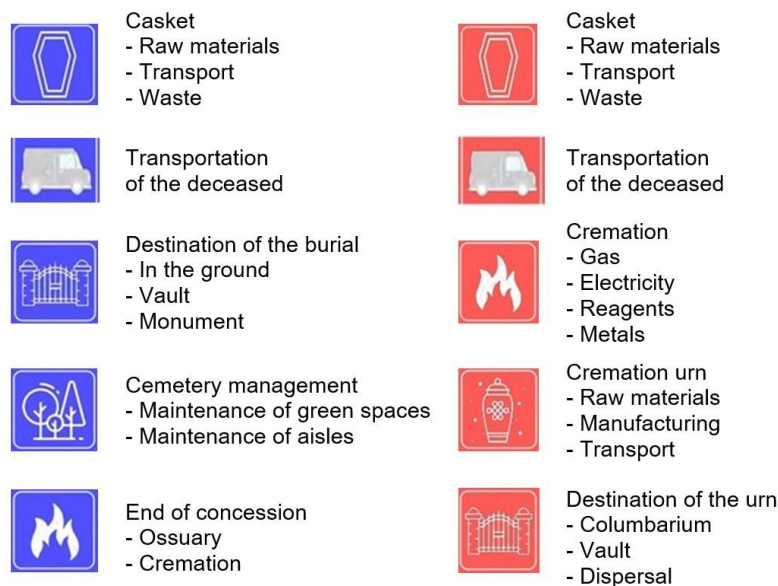 Casket
- Raw materials
- Transport
- Waste
Transportation
of the deceased
Destination of the burial
- In the ground
- Vault
- Monument
Cemetery management
- Maintenance of green spaces
- Maintenance of aisles
End of concession
- Ossuary
- Cremation
Casket
- Raw materials
- Transport
- Waste
Transportation
of the deceased
Cremation
- Gas
- Electricity
- Reagents
- Metals
Cremation urn
- Raw materials
- Manufacturing
- Transport
Destination of the urn
- Columbarium
- Vault
- Dispersal